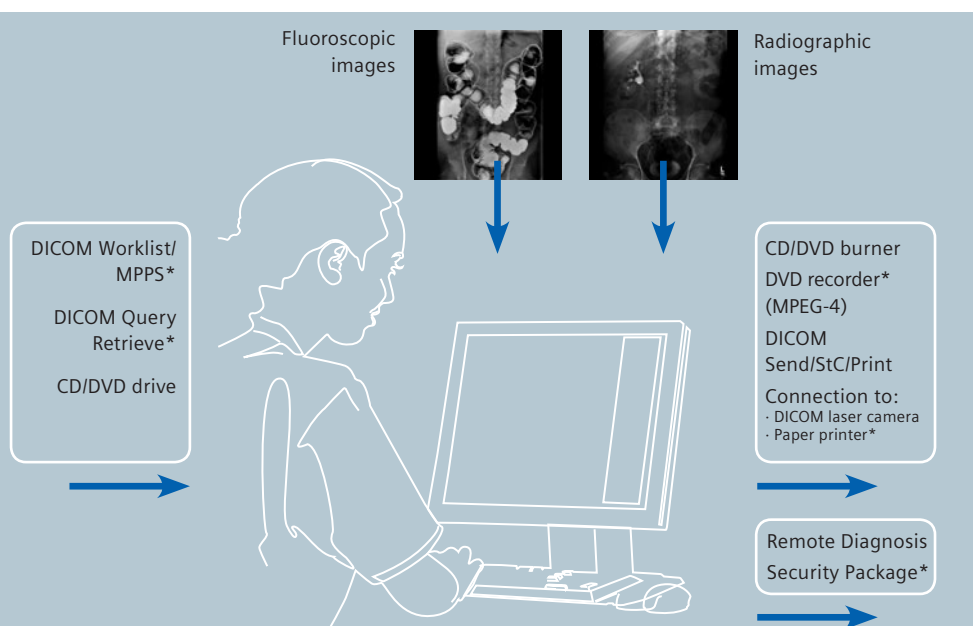 Fluoroscopic
images
Radiographic
images
DICOM Worklist/
MPPS*
DICOM Query
Retrieve*
CD/DVD drive
CD/DVD burner
DVD recorder*
(MPEG-4)
DICOM
Send/StC/Print
Connection to:
· DICOM laser camera
· Paper printer*
Remote Diagnosis
Security Package*